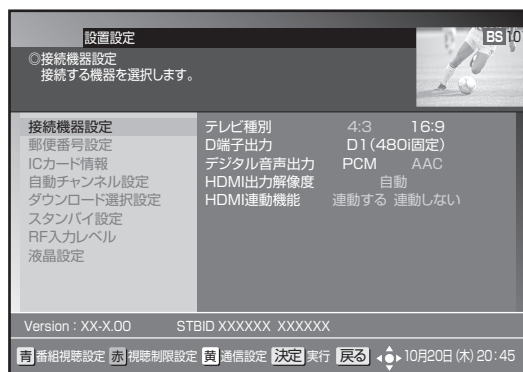 設置設定
BS 10
◎接続機器設定
接続する機器を選択します。
接続機器設定
郵便番号設定
ICカード情報
自動チャンネル設定
ダウンロード選択設定
スタンバイ設定
RF入力レベル
液晶設定
テレビ種別 4:3 16:9
D端子出力 D1(480i固定)
デジタル音声出力 PCM AAC
HDMI出力解像度 自動
HDMI連動機能 連動する 連動しない
Version : XX-X.00 STBID XXXXXX XXXXXX
青 番組視聴設定 赤 視聴制限設定 黄 通信設定 決定 実行 戻る 10月20日(木) 20:45